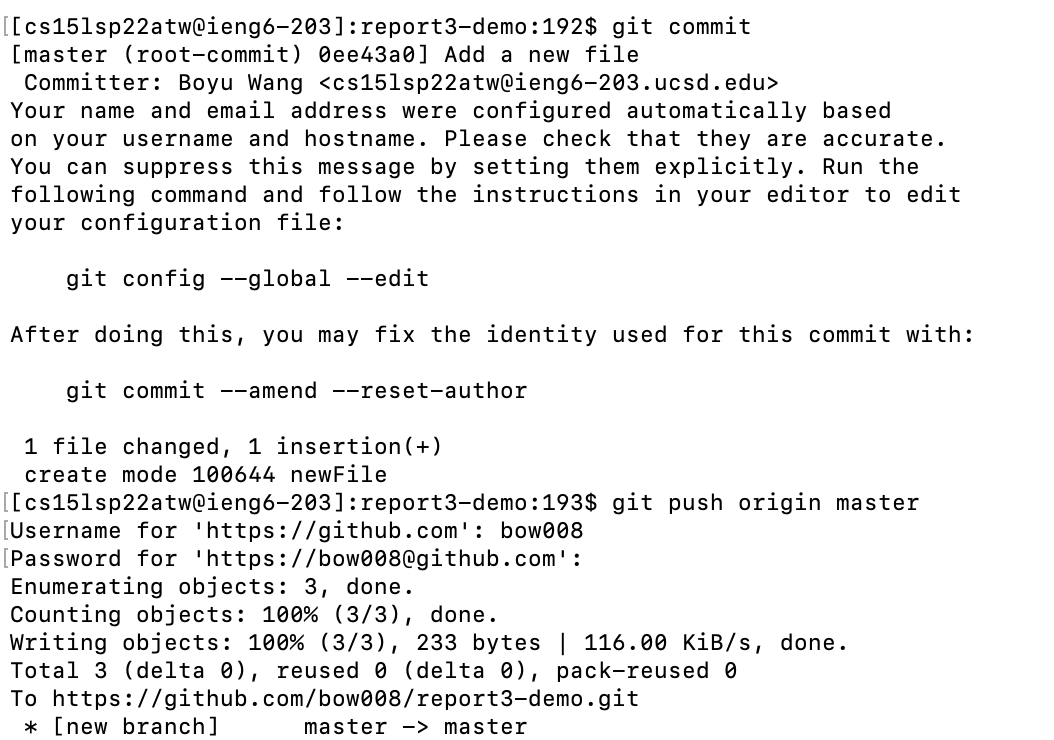 [[cs15lsp22atw@ieng6-203]:report3-demo:192$ git commit
[master (root-commit) 0ee43a0] Add a new file
 Committer: Boyu Wang <cs15lsp22atw@ieng6-203.ucsd.edu>
Your name and email address were configured automatically based
on your username and hostname. Please check that they are accurate.
You can suppress this message by setting them explicitly. Run the
following command and follow the instructions in your editor to edit
your configuration file:

    git config --global --edit

After doing this, you may fix the identity used for this commit with:

    git commit --amend --reset-author

 1 file changed, 1 insertion(+)
 create mode 100644 newFile
[[cs15lsp22atw@ieng6-203]:report3-demo:193$ git push origin master
[Username for 'https://github.com': bow008
[Password for 'https://bow008@github.com':
Enumerating objects: 3, done.
Counting objects: 100% (3/3), done.
Writing objects: 100% (3/3), 233 bytes | 116.00 KiB/s, done.
Total 3 (delta 0), reused 0 (delta 0), pack-reused 0
To https://github.com/bow008/report3-demo.git
 * [new branch]      master -> master